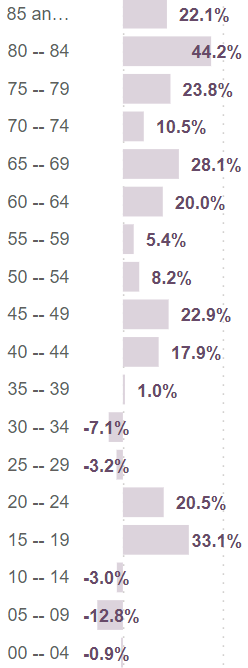 85 an… 22.1%
80 -- 84 44.2%
75 -- 79 23.8%
70 -- 74 10.5%
65 -- 69 28.1%
60 -- 64 20.0%
55 -- 59 5.4%
50 -- 54 8.2%
45 -- 49 22.9%
40 -- 44 17.9%
35 -- 39 1.0%
30 -- 34 -7.1%
25 -- 29 -3.2%
20 -- 24 20.5%
15 -- 19 33.1%
10 -- 14 -3.0%
05 -- 09 -12.8%
00 -- 04 -0.9%